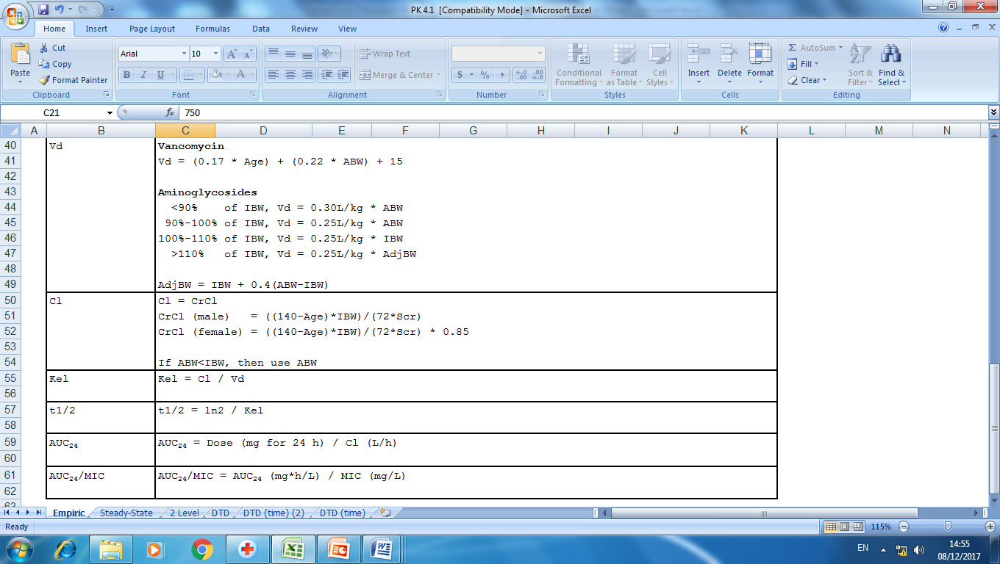 PK 4.1 [Compatibility Mode] - Microsoft Excel
Home Insert Page Layout Formulas Data Review View
Paste
Cut
Copy
Format Painter
Clipboard
Arial 10
B I U
Font
Wrap Text
Merge & Center
Alignment
$ % ,
Number
Conditional Formatting
Format as Table
Cell Styles
Styles
Insert Delete Format
Cells
Σ AutoSum
Fill
Clear
Sort & Filter
Find & Select
Editing
C21 fx 750
A B C D E F G H I J K L M N
40 Vd Vancomycin
41 Vd = (0.17 * Age) + (0.22 * ABW) + 15
42
43 Aminoglycosides
44 <90% of IBW, Vd = 0.30L/kg * ABW
45 90%-100% of IBW, Vd = 0.25L/kg * ABW
46 100%-110% of IBW, Vd = 0.25L/kg * IBW
47 >110% of IBW, Vd = 0.25L/kg * AdjBW
48
49 AdjBW = IBW + 0.4(ABW-IBW)
50 Cl Cl = CrCl
51 CrCl (male) = ((140-Age)*IBW)/(72*Scr)
52 CrCl (female) = ((140-Age)*IBW)/(72*Scr) * 0.85
53
54 If ABW<IBW, then use ABW
55 Kel Kel = Cl / Vd
56
57 t1/2 t1/2 = ln2 / Kel
58
59 AUC₂₄ AUC₂₄ = Dose (mg for 24 h) / Cl (L/h)
60
61 AUC₂₄/MIC AUC₂₄/MIC = AUC₂₄ (mg*h/L) / MIC (mg/L)
62
63
Empiric Steady-State 2 Level DTD DTD (time) (2) DTD (time)
Ready 115%
EN 14:55
08/12/2017